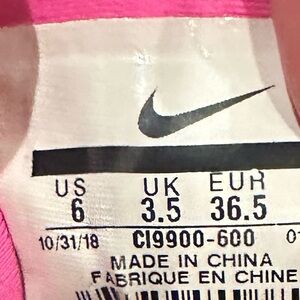 US UK EUR
6 3.5 36.5
10/31/18 CI9900-600
MADE IN CHINA
FABRIQUE EN CHINE